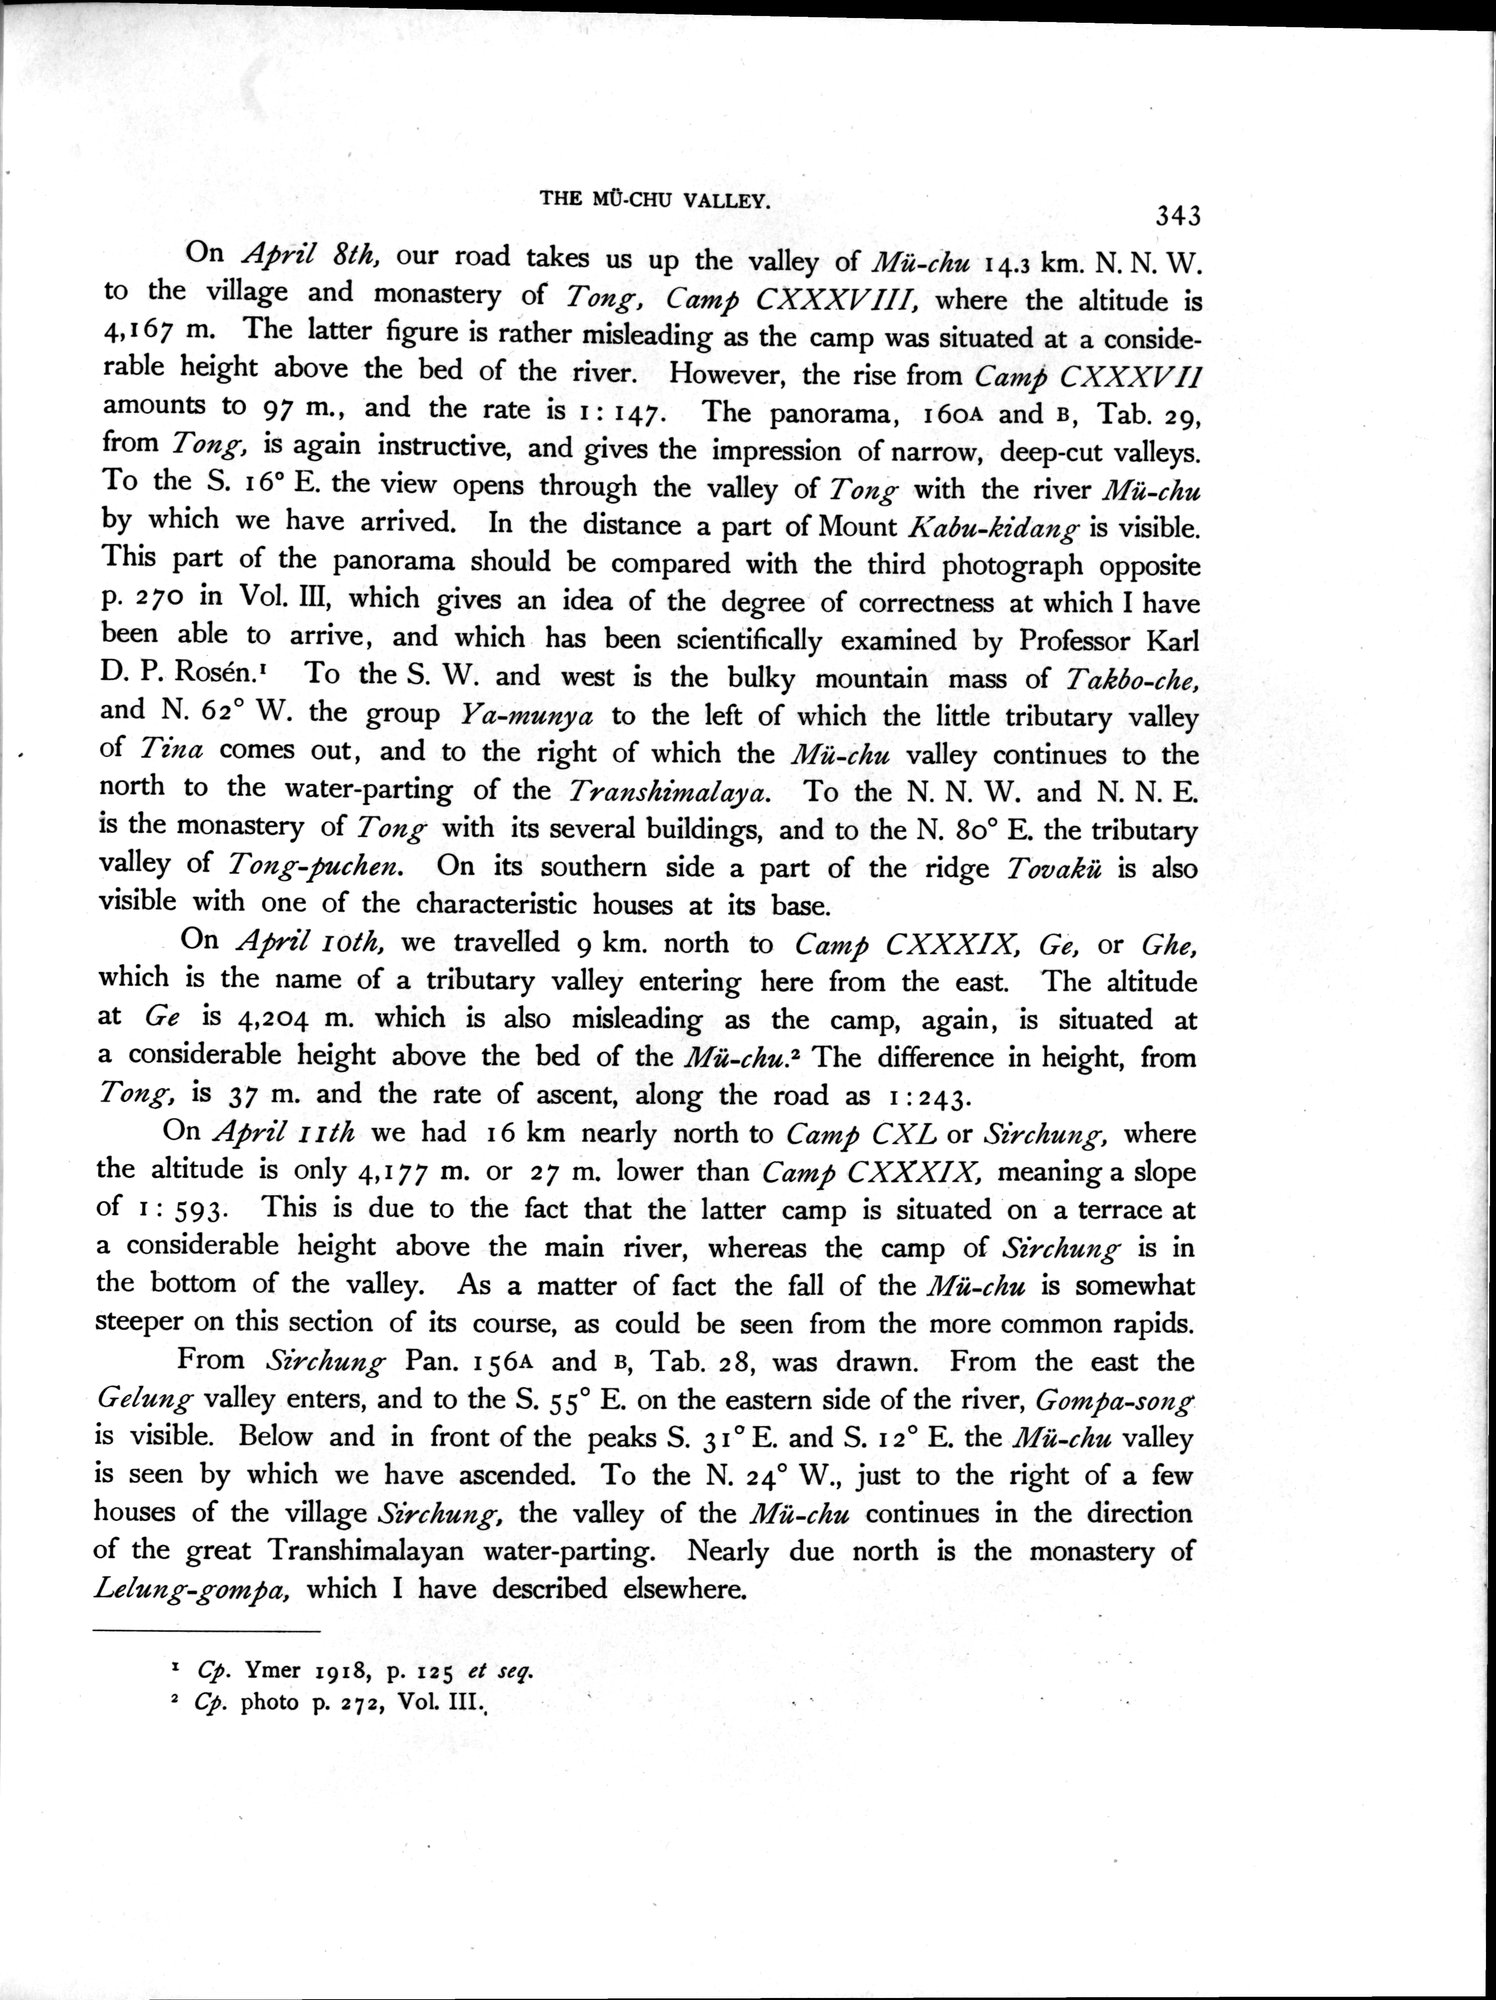 THE MÜ-CHU VALLEY.
343
On April 8th, our road takes us up the valley of Mü-chu 14.3 km. N. N. W.
to the village and monastery of Tong, Camp CXXXVIII, where the altitude is
4,167 m. The latter figure is rather misleading as the camp was situated at a conside-
rable height above the bed of the river. However, the rise from Camp CXXXVII
amounts to 97 m., and the rate is 1: 147. The panorama, 160A and B, Tab. 29,
from Tong, is again instructive, and gives the impression of narrow, deep-cut valleys.
To the S. 16° E. the view opens through the valley of Tong with the river Mü-chu
by which we have arrived. In the distance a part of Mount Kabu-kidang is visible.
This part of the panorama should be compared with the third photograph opposite
p. 270 in Vol. III, which gives an idea of the degree of correctness at which I have
been able to arrive, and which has been scientifically examined by Professor Karl
D. P. Rosén.¹ To the S. W. and west is the bulky mountain mass of Takbo-che,
and N. 62° W. the group Ya-munya to the left of which the little tributary valley
of Tina comes out, and to the right of which the Mü-chu valley continues to the
north to the water-parting of the Transhimalaya. To the N. N. W. and N. N. E.
is the monastery of Tong with its several buildings, and to the N. 80° E. the tributary
valley of Tong-puchen. On its southern side a part of the ridge Tovakü is also
visible with one of the characteristic houses at its base.
On April 10th, we travelled 9 km. north to Camp CXXXIX, Ge, or Ghe,
which is the name of a tributary valley entering here from the east. The altitude
at Ge is 4,204 m. which is also misleading as the camp, again, is situated at
a considerable height above the bed of the Mü-chu.² The difference in height, from
Tong, is 37 m. and the rate of ascent, along the road as 1:243.
On April 11th we had 16 km nearly north to Camp CXL or Sirchung, where
the altitude is only 4,177 m. or 27 m. lower than Camp CXXXIX, meaning a slope
of 1: 593. This is due to the fact that the latter camp is situated on a terrace at
a considerable height above the main river, whereas the camp of Sirchung is in
the bottom of the valley. As a matter of fact the fall of the Mü-chu is somewhat
steeper on this section of its course, as could be seen from the more common rapids.
From Sirchung Pan. 156A and B, Tab. 28, was drawn. From the east the
Gelung valley enters, and to the S. 55° E. on the eastern side of the river, Gompa-song
is visible. Below and in front of the peaks S. 31° E. and S. 12° E. the Mü-chu valley
is seen by which we have ascended. To the N. 24° W., just to the right of a few
houses of the village Sirchung, the valley of the Mü-chu continues in the direction
of the great Transhimalayan water-parting. Nearly due north is the monastery of
Lelung-gompa, which I have described elsewhere.
¹ Cp. Ymer 1918, p. 125 et seq.
² Cp. photo p. 272, Vol. III.